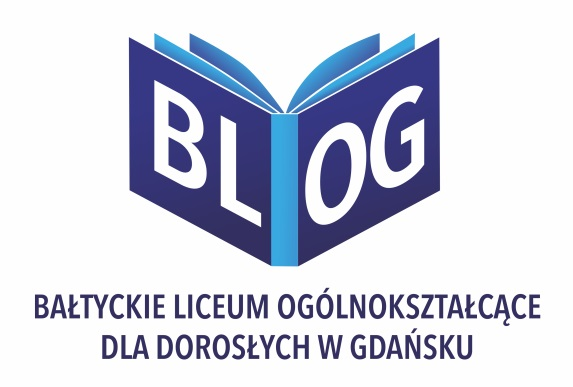 BLOG
BAŁTYCKIE LICEUM OGÓLNOKSZTAŁCĄCE
DLA DOROSŁYCH W GDAŃSKU